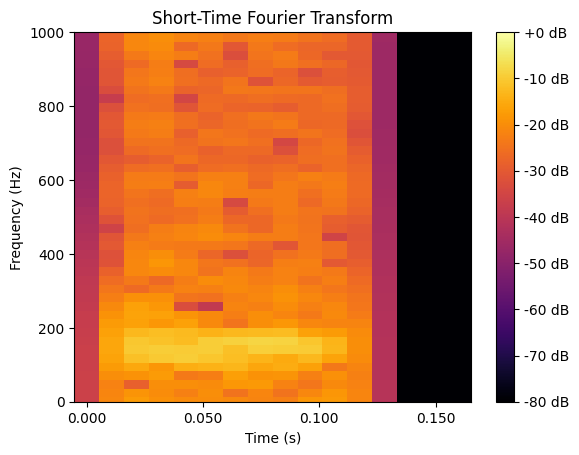 Short-Time Fourier Transform
1000
800
600
400
200
0
Frequency (Hz)
0.000
0.050
0.100
0.150
Time (s)
+0 dB
-10 dB
-20 dB
-30 dB
-40 dB
-50 dB
-60 dB
-70 dB
-80 dB